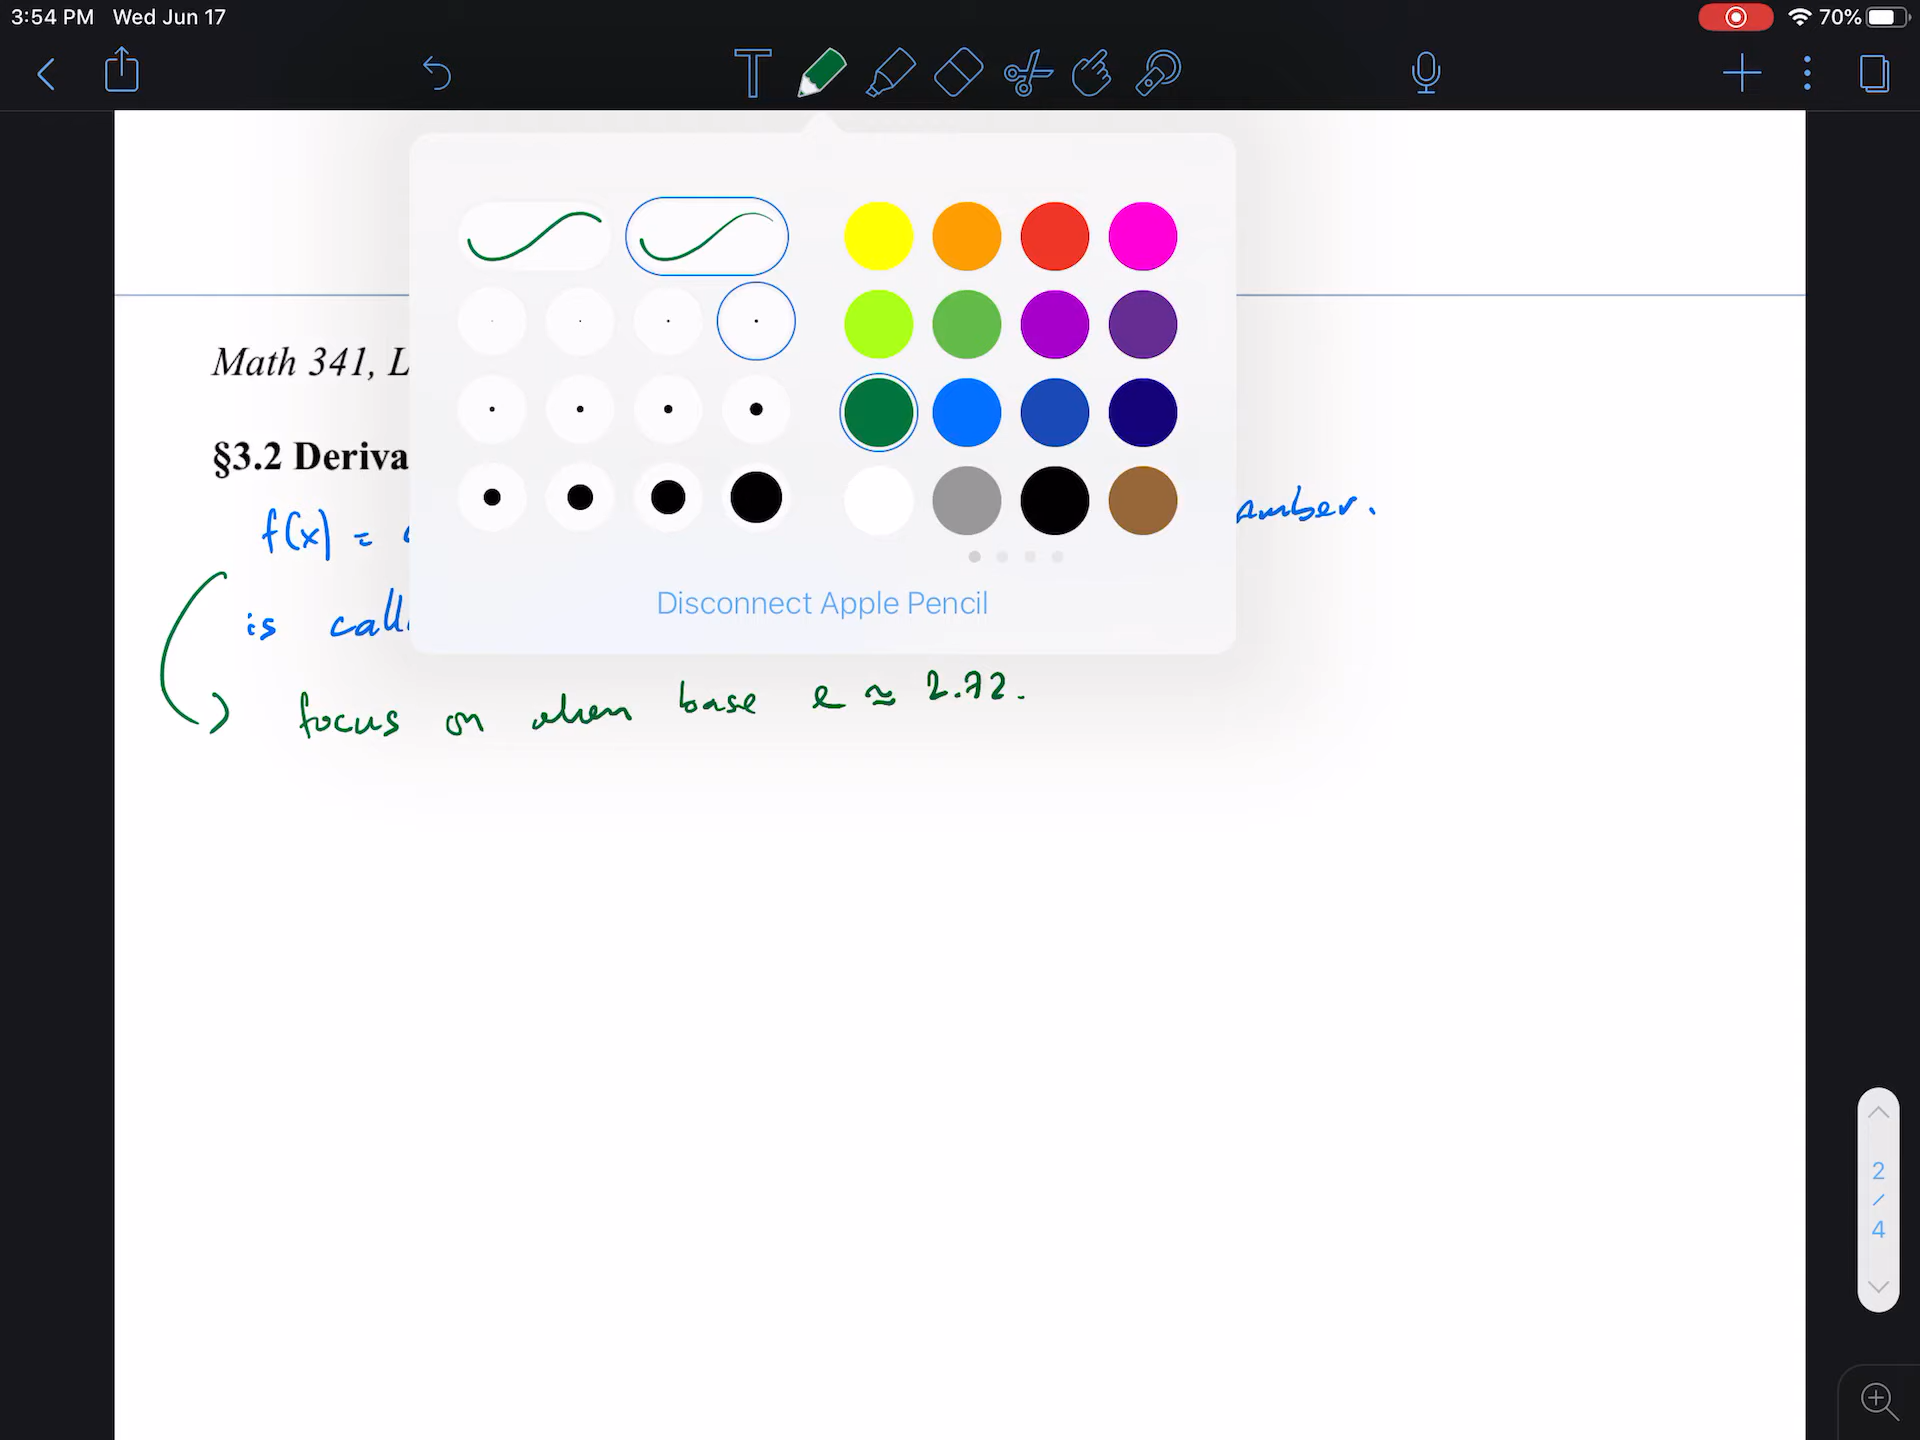 3:54 PM Wed Jun 17 70%
T
Math 341, L
§3.2 Deriva
f(x) =
is call
Disconnect Apple Pencil
focus on when base e ≈ 2.72.
2
/
4